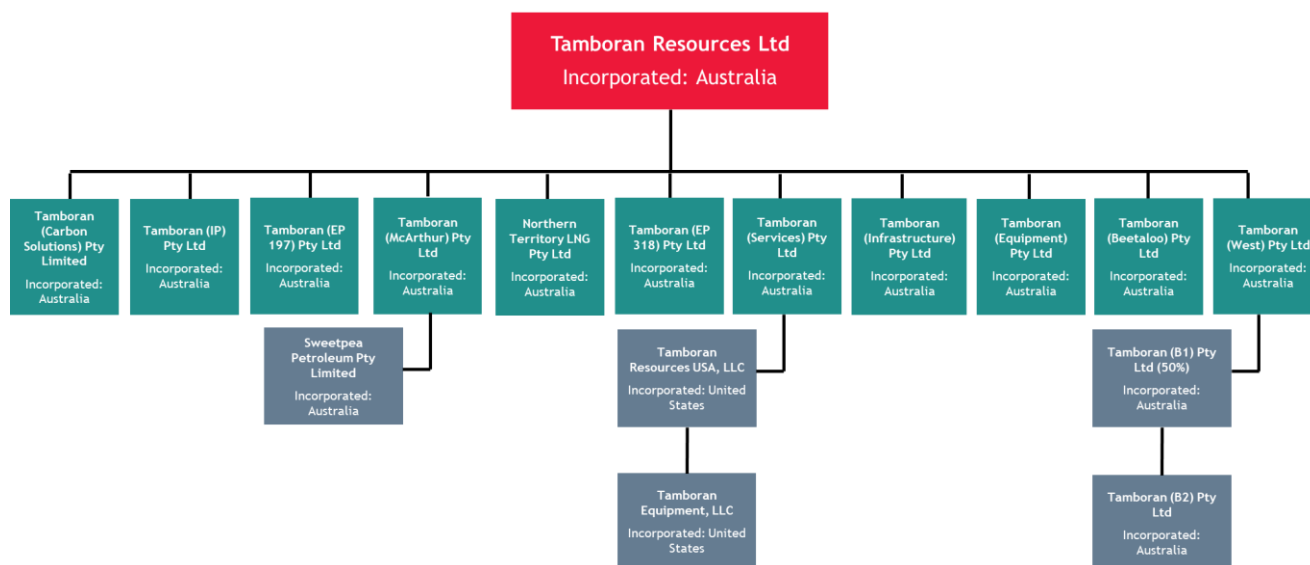 Tamboran Resources Ltd
Incorporated: Australia
Tamboran
(Carbon
Solutions) Pty
Limited
Incorporated:
Australia
Tamboran (IP)
Pty Ltd
Incorporated:
Australia
Tamboran (EP
197) Pty Ltd
Incorporated:
Australia
Tamboran
(McArthur) Pty
Ltd
Incorporated:
Australia
Northern
Territory LNG
Pty Ltd
Incorporated:
Australia
Tamboran (EP
318) Pty Ltd
Incorporated:
Australia
Tamboran
(Services) Pty
Ltd
Incorporated:
Australia
Tamboran
(Infrastructure)
Pty Ltd
Incorporated:
Australia
Tamboran
(Equipment)
Pty Ltd
Incorporated:
Australia
Tamboran
(Beetaloo) Pty
Ltd
Incorporated:
Australia
Tamboran
(West) Pty Ltd
Incorporated:
Australia
Sweetpea
Petroleum Pty
Limited
Incorporated:
Australia
Tamboran
Resources USA, LLC
Incorporated: United
States
Tamboran (B1) Pty
Ltd (50%)
Incorporated:
Australia
Tamboran
Equipment, LLC
Incorporated: United
States
Tamboran (B2) Pty
Ltd
Incorporated:
Australia